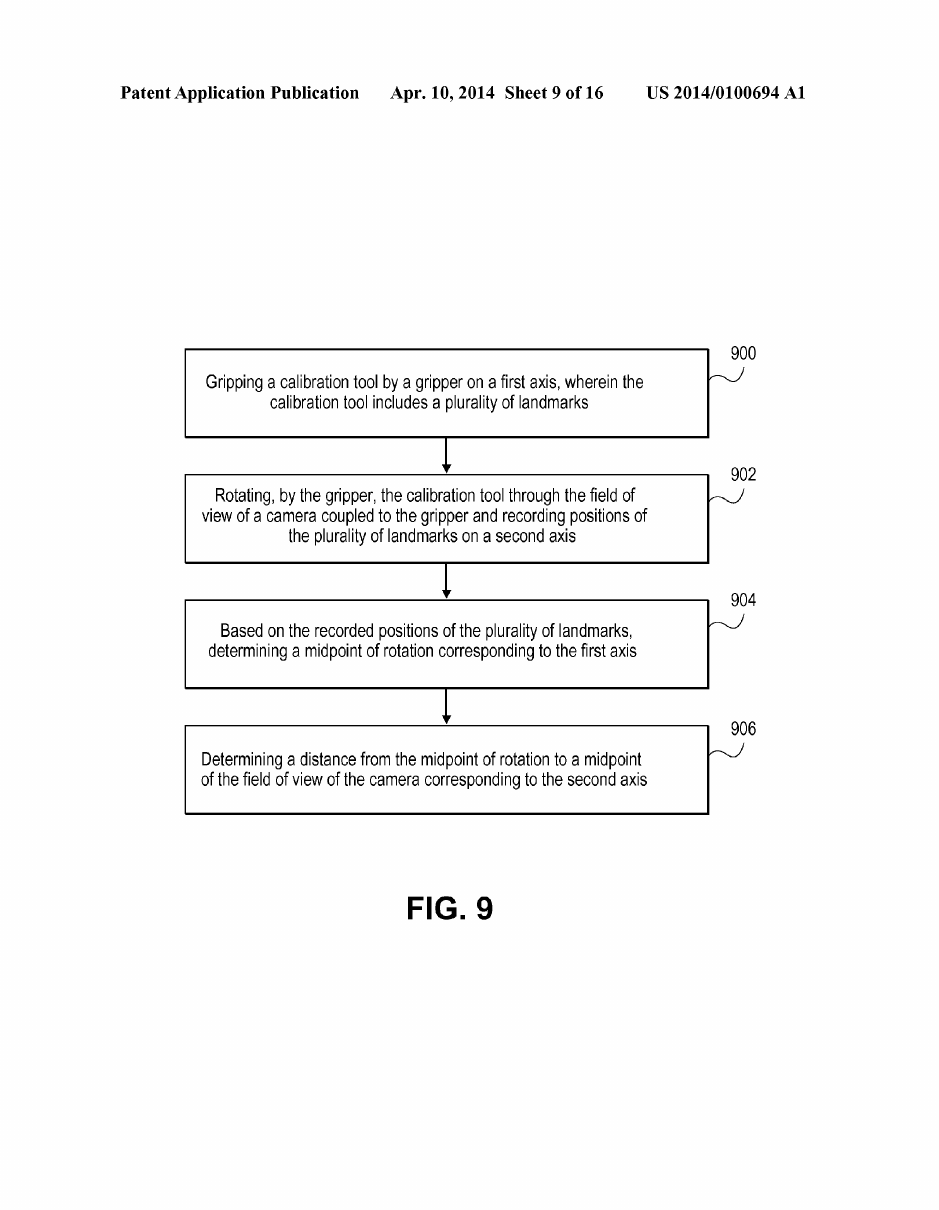 Patent Application Publication Apr. 10, 2014 Sheet 9 of 16 US 2014/0100694 A1
900
Gripping a calibration tool by a gripper on a first axis, wherein the
calibration tool includes a plurality of landmarks
902
Rotating, by the gripper, the calibration tool through the field of
view of a camera coupled to the gripper and recording positions of
the plurality of landmarks on a second axis
904
Based on the recorded positions of the plurality of landmarks,
determining a midpoint of rotation corresponding to the first axis
906
Determining a distance from the midpoint of rotation to a midpoint
of the field of view of the camera corresponding to the second axis
FIG. 9